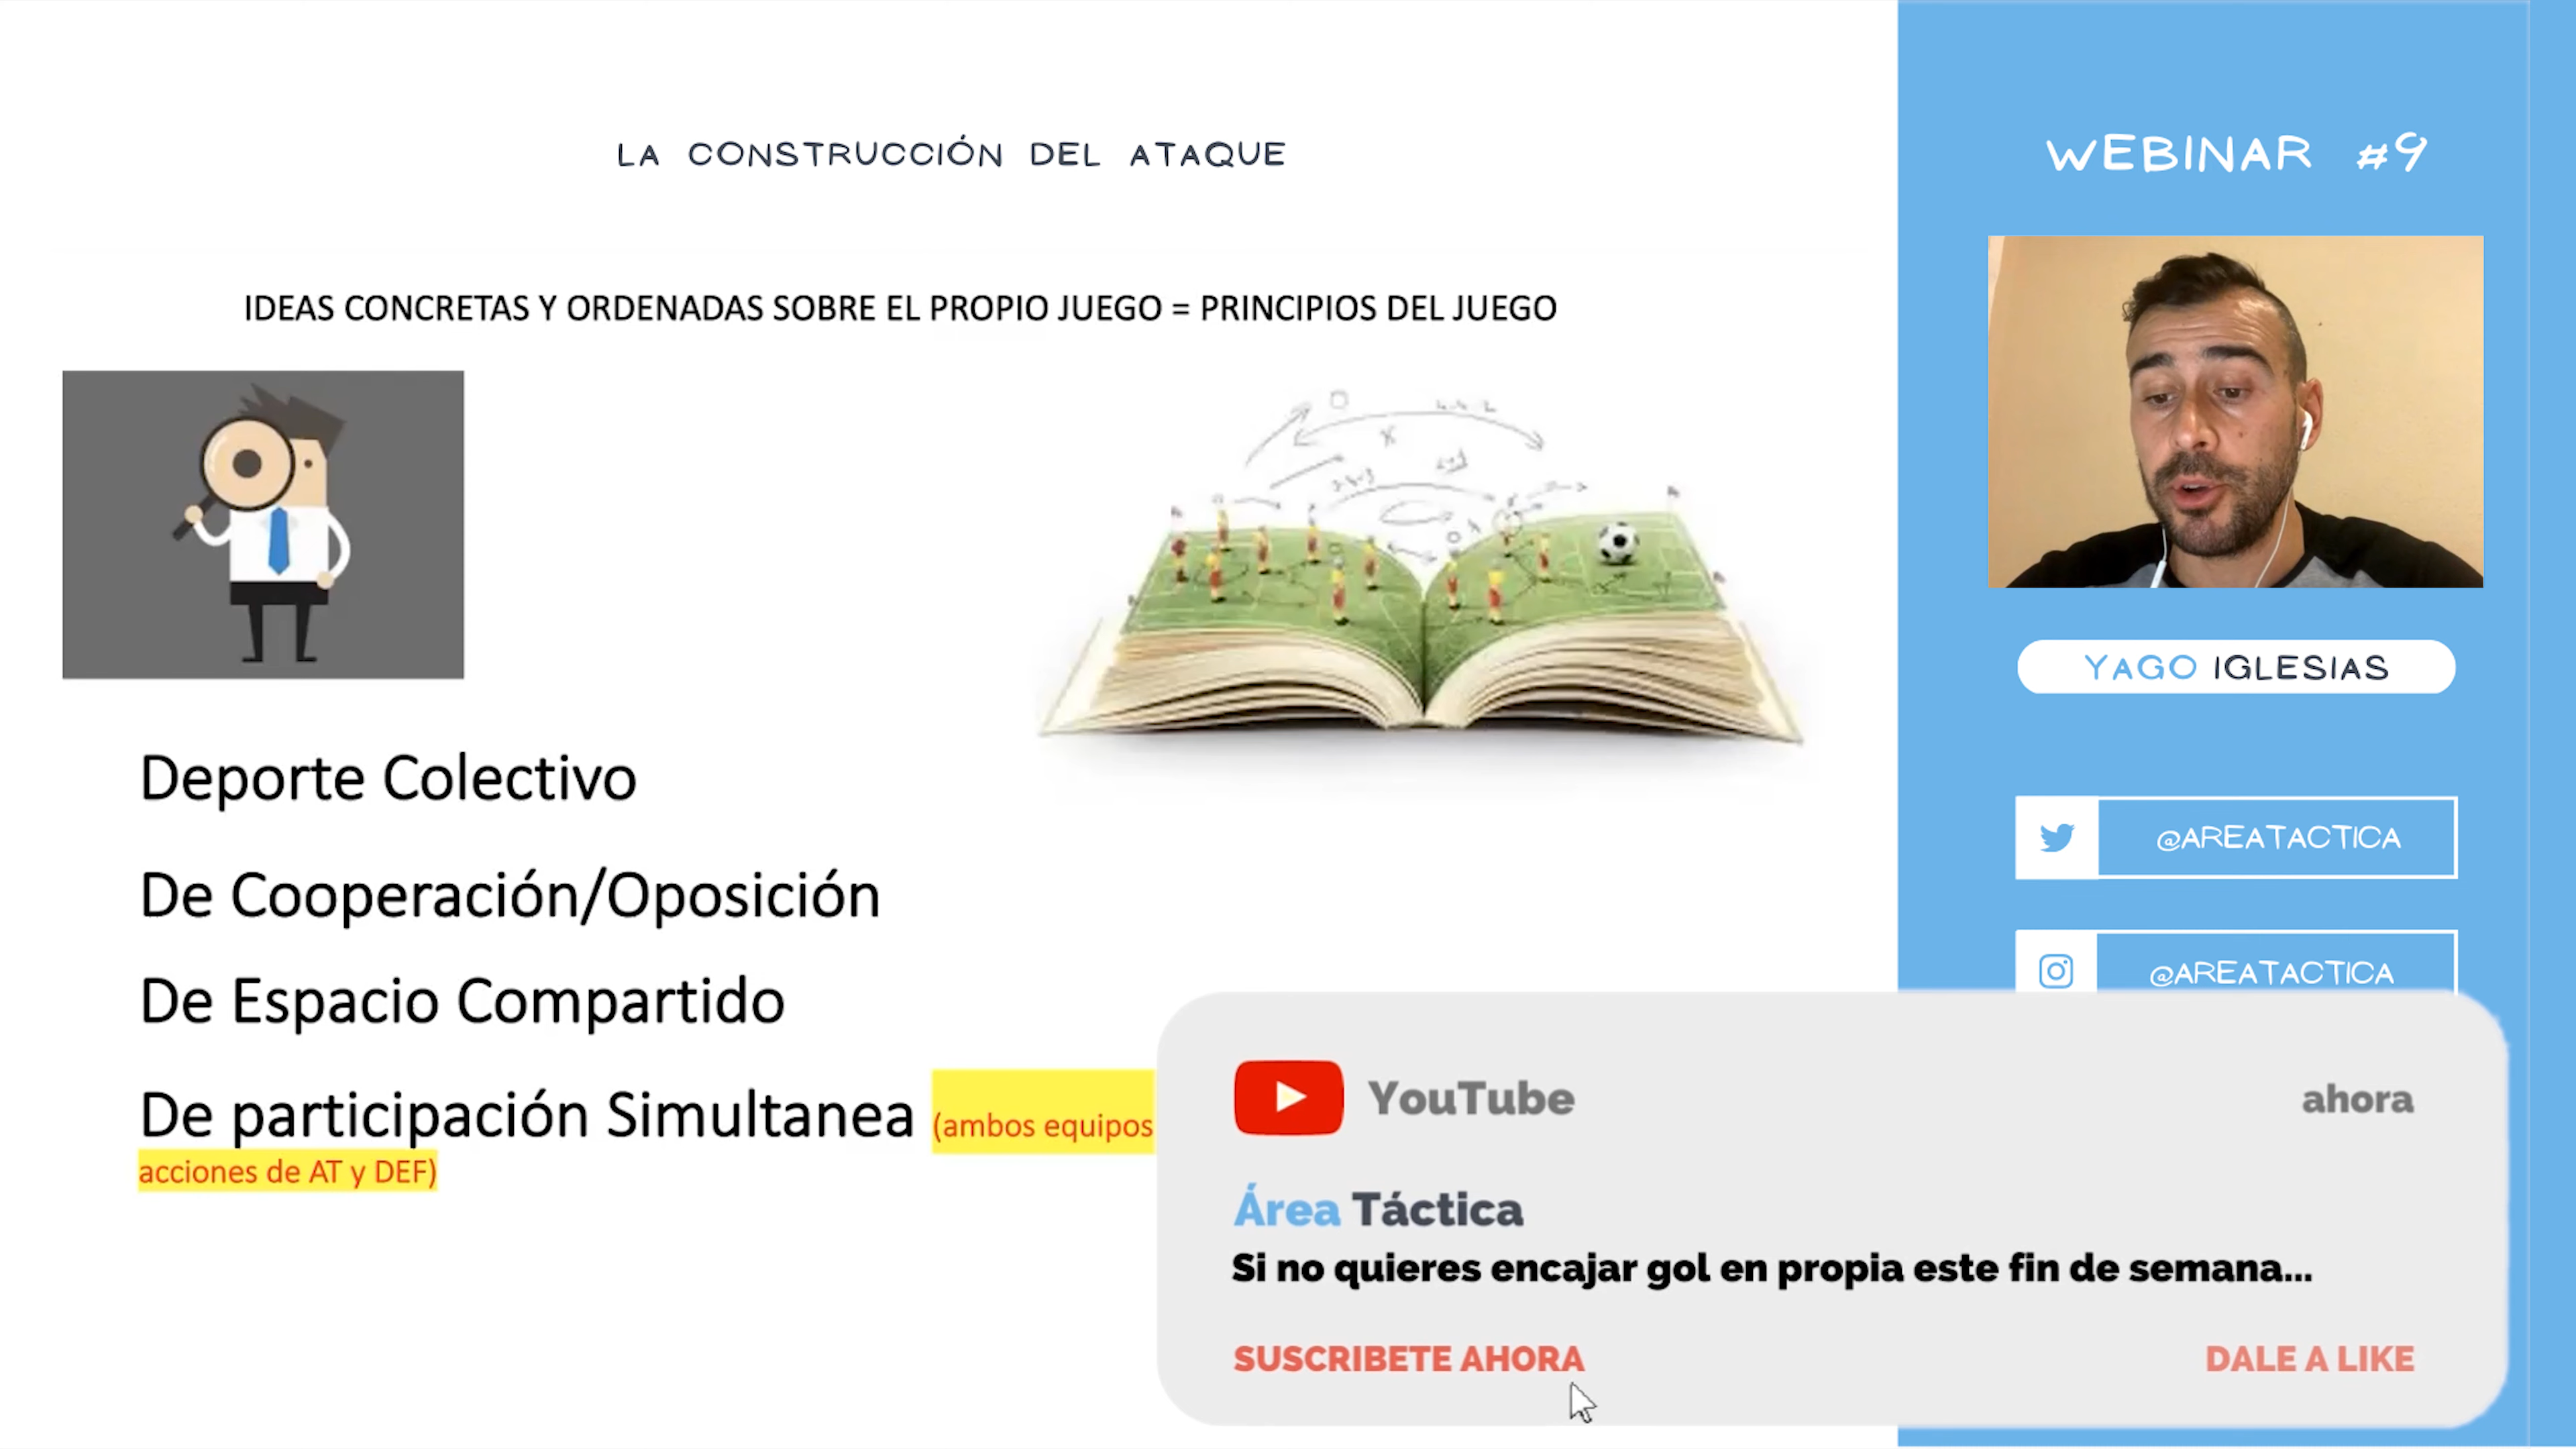 LA CONSTRUCCIÓN DEL ATAQUE
IDEAS CONCRETAS Y ORDENADAS SOBRE EL PROPIO JUEGO = PRINCIPIOS DEL JUEGO
Deporte Colectivo
De Cooperación/Oposición
De Espacio Compartido
De participación Simultanea (ambos equipos
acciones de AT y DEF)
WEBINAR #9
YAGO IGLESIAS
@AREATACTICA
@AREATACTICA
YouTube
ahora
Área Táctica
Si no quieres encajar gol en propia este fin de semana...
SUSCRIBETE AHORA
DALE A LIKE